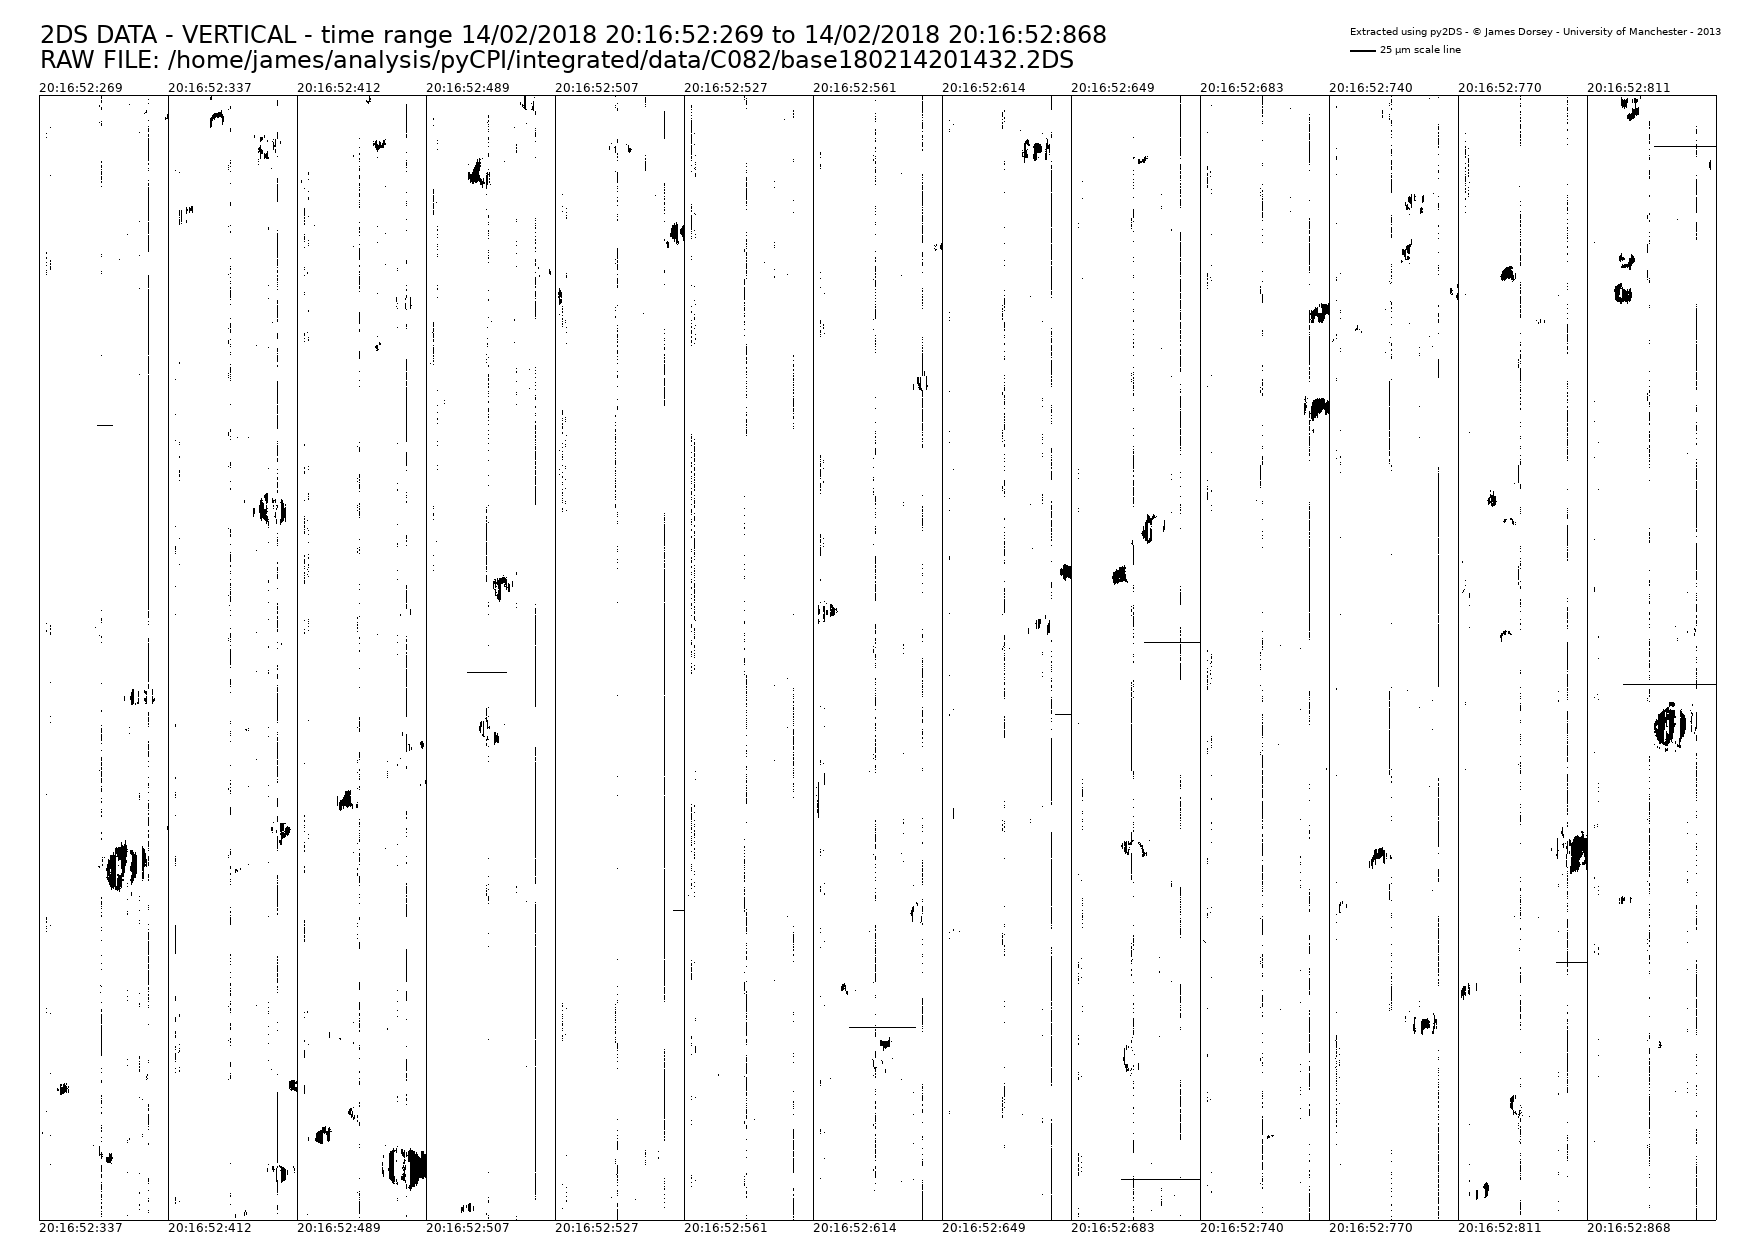 2DS DATA - VERTICAL - time range 14/02/2018 20:16:52:269 to 14/02/2018 20:16:52:868
RAW FILE: /home/james/analysis/pyCPI/integrated/data/C082/base180214201432.2DS
Extracted using py2DS - © James Dorsey - University of Manchester - 2013
25 µm scale line
20:16:52:269 20:16:52:337 20:16:52:412 20:16:52:489 20:16:52:507 20:16:52:527 20:16:52:561 20:16:52:614 20:16:52:649 20:16:52:683 20:16:52:740 20:16:52:770 20:16:52:811
20:16:52:337 20:16:52:412 20:16:52:489 20:16:52:507 20:16:52:527 20:16:52:561 20:16:52:614 20:16:52:649 20:16:52:683 20:16:52:740 20:16:52:770 20:16:52:811 20:16:52:868